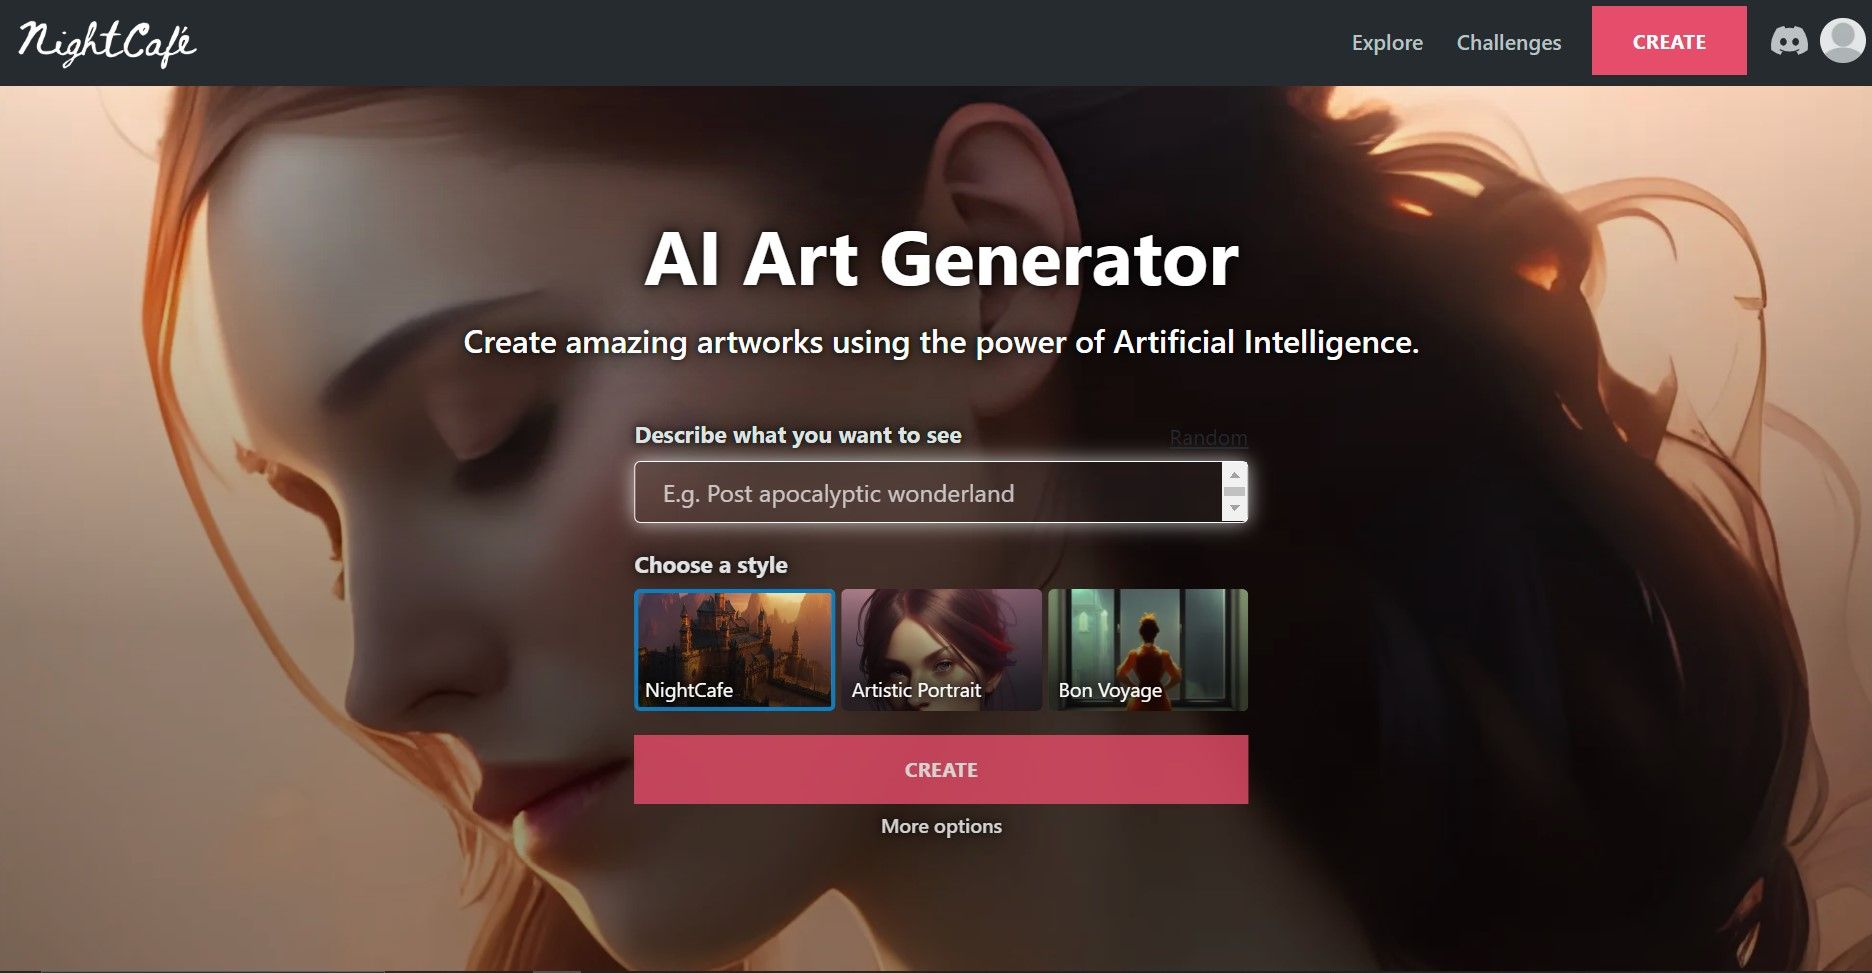 NightCafé
Explore
Challenges
CREATE
AI Art Generator
Create amazing artworks using the power of Artificial Intelligence.
Describe what you want to see
Random
E.g. Post apocalyptic wonderland
Choose a style
NightCafe
Artistic Portrait
Bon Voyage
CREATE
More options